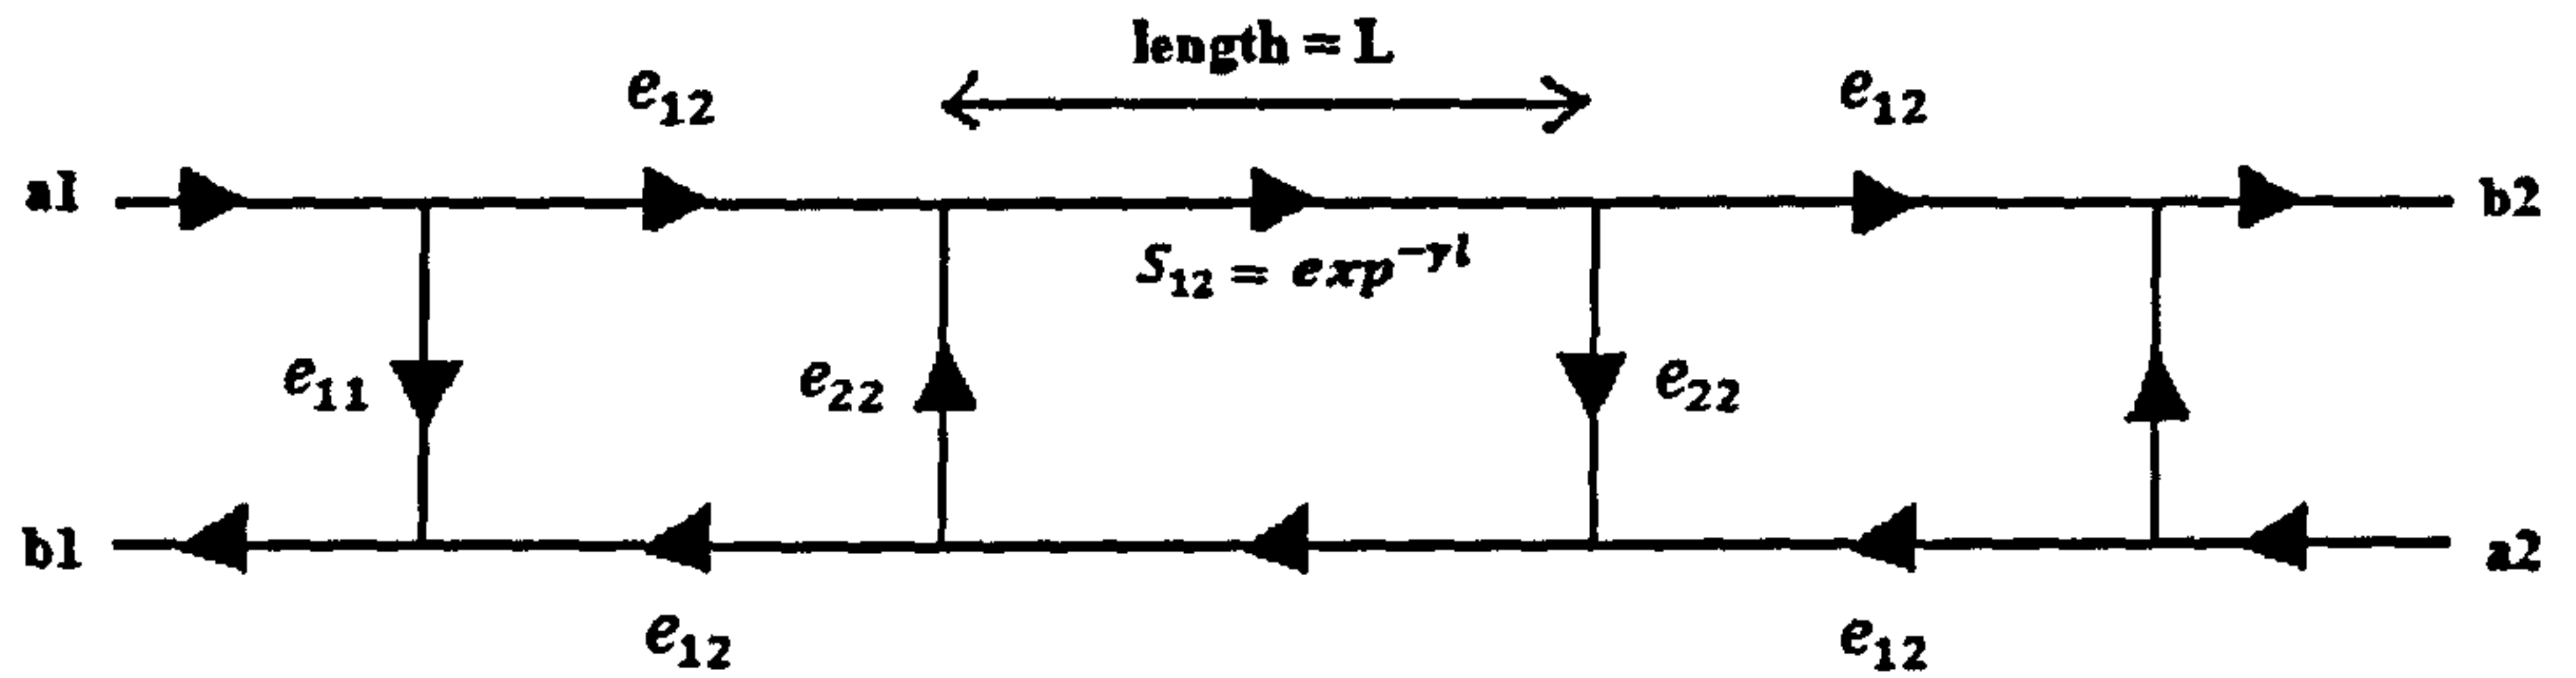 length = L
e₁₂
e₁₂
a1
b2
S₁₂ = exp^{-γl}
e₁₁
e₂₂
e₂₂
b1
a2
e₁₂
e₁₂